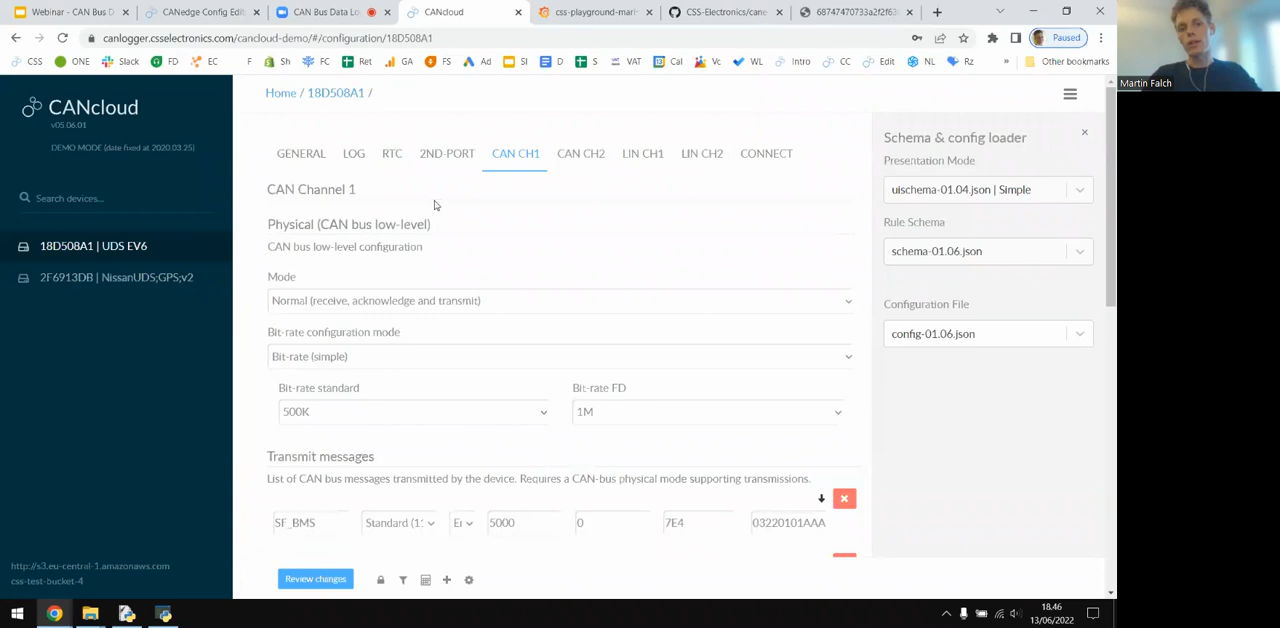 Webinar - CAN Bus D
CANedge Config Edit
CAN Bus Data Lo
CANcloud
css-playground-mari
CSS-Electronics/cane
68747470733a2f2f63
canlogger.csselectronics.com/cancloud-demo/#/configuration/18D508A1
Paused
CSS ONE Slack FD EC F Sh FC Ret GA FS Ad SI D S VAT Cal Vc WL Intro CC Edit NL Rz » Other bookmarks
Martin Falch
CANcloud
v05.06.01
DEMO MODE (date fixed at 2020.03.25)
Search devices...
18D508A1 | UDS EV6
2F6913DB | NissanUDS;GPS;v2
http://s3.eu-central-1.amazonaws.com
css-test-bucket-4
Home / 18D508A1 /
GENERAL LOG RTC 2ND-PORT CAN CH1 CAN CH2 LIN CH1 LIN CH2 CONNECT
CAN Channel 1
Physical (CAN bus low-level)
CAN bus low-level configuration
Mode
Normal (receive, acknowledge and transmit)
Bit-rate configuration mode
Bit-rate (simple)
Bit-rate standard Bit-rate FD
500K 1M
Transmit messages
List of CAN bus messages transmitted by the device. Requires a CAN-bus physical mode supporting transmissions.
SF_BMS Standard (1 5000 0 7E4 03220101AAA
Review changes
Schema & config loader
Presentation Mode
uischema-01.04.json | Simple
Rule Schema
schema-01.06.json
Configuration File
config-01.06.json
18.46
13/06/2022